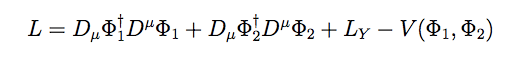 L = D_μΦ_1^†D^μΦ_1 + D_μΦ_2^†D^μΦ_2 + L_Y − V(Φ_1, Φ_2)